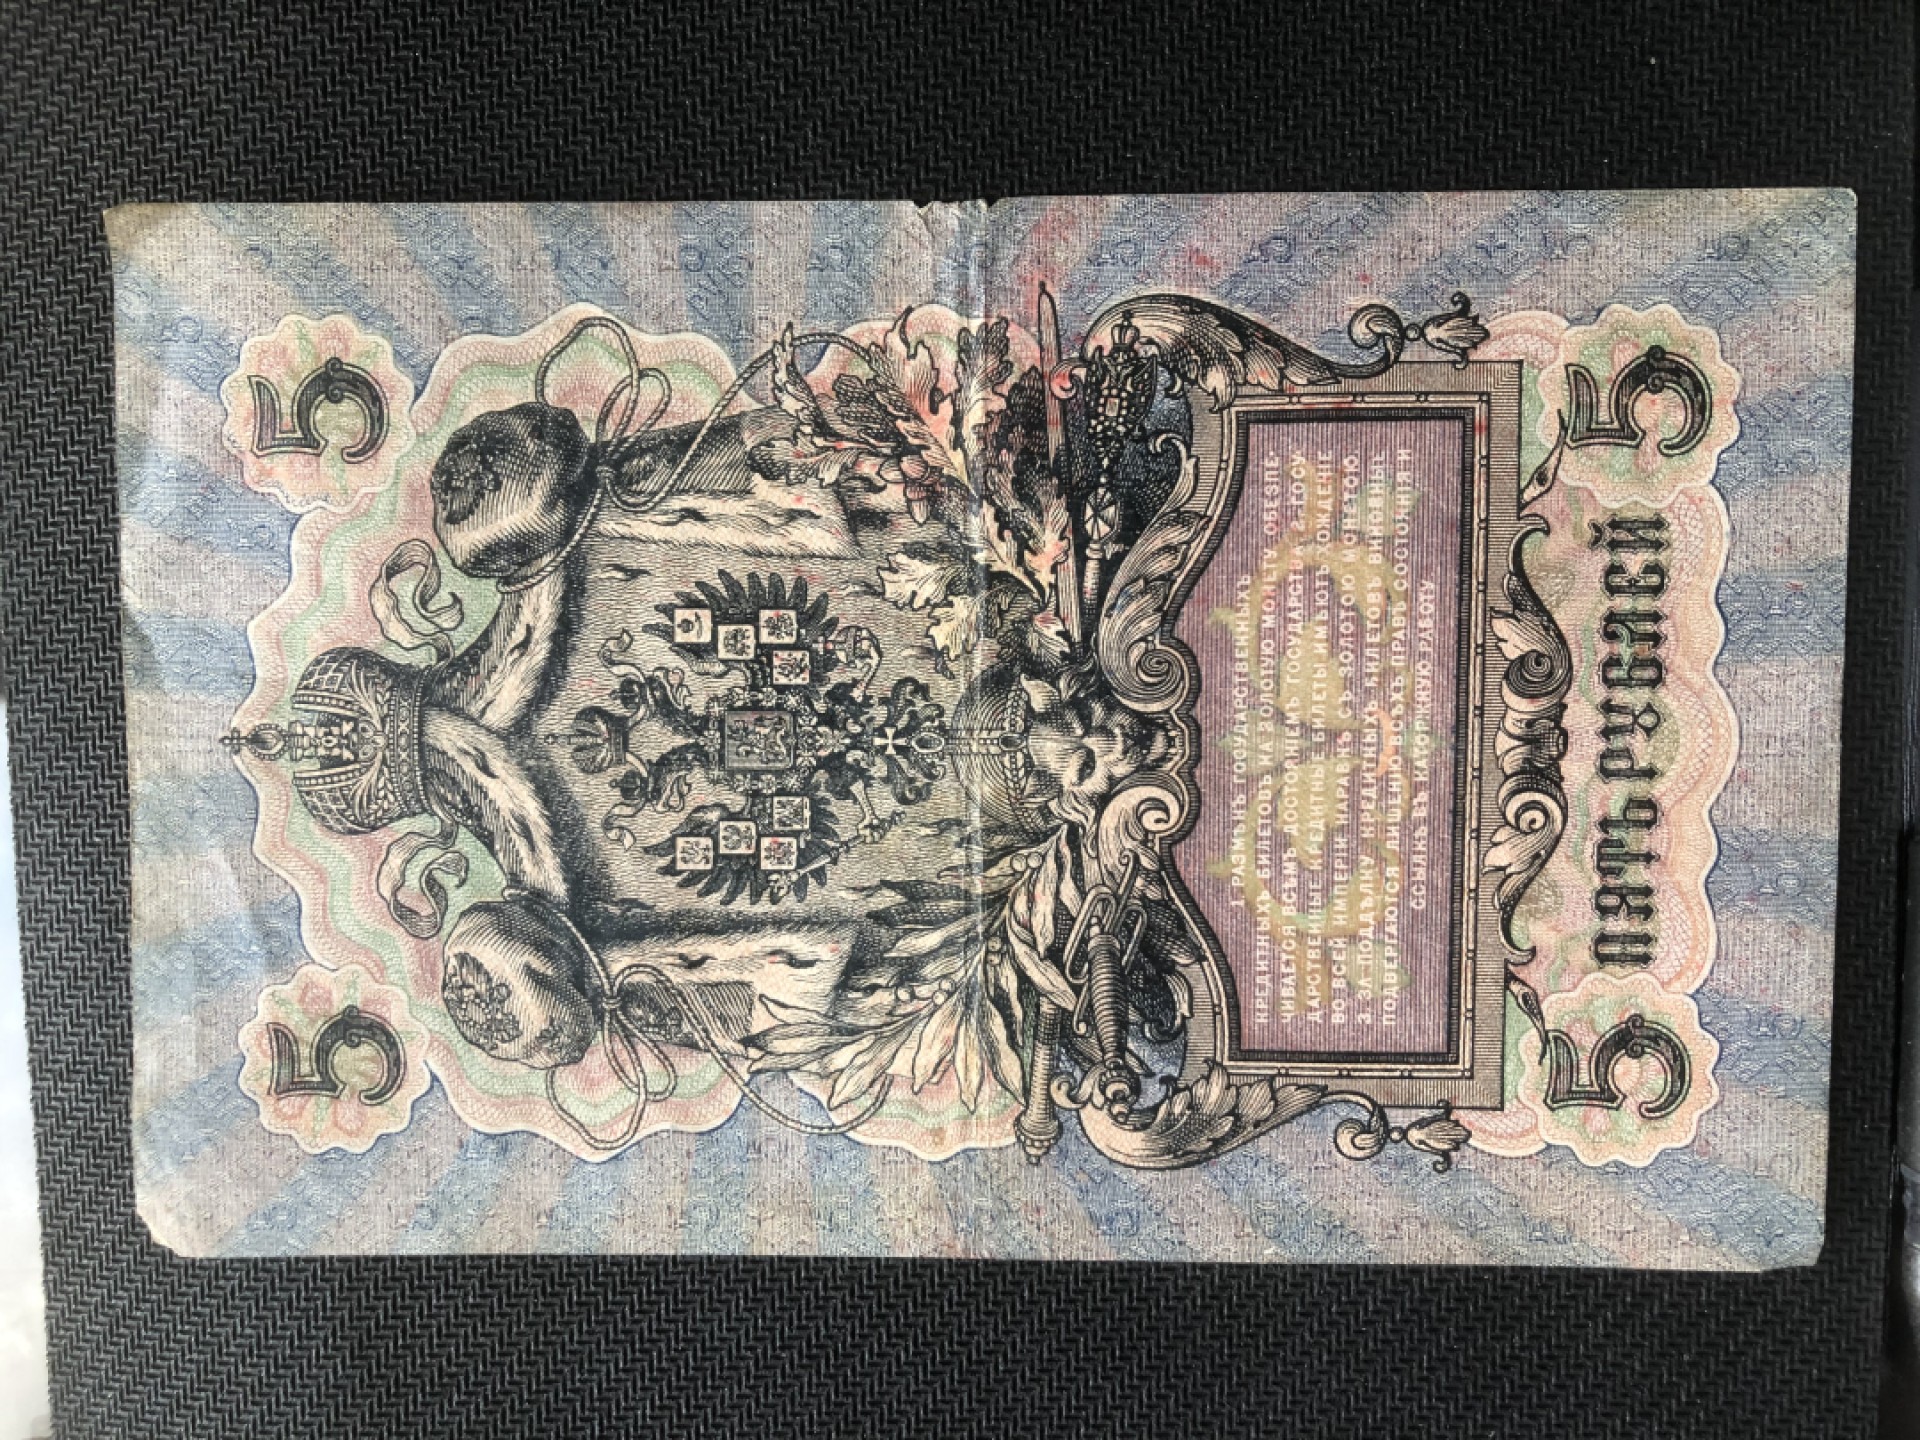 5
5
1. РАЗМѢНЪ ГОСУДАРСТВЕННЫХЪ
КРЕДИТНЫХЪ БИЛЕТОВЪ НА ЗОЛОТУЮ МОНЕТУ ОБЕЗПЕ-
ЧИВАЕТСЯ ВСѢМЪ ДОСТОЯНІЕМЪ ГОСУДАРСТВА. 2. ГОСУ-
ДАРСТВЕННЫЕ КРЕДИТНЫЕ БИЛЕТЫ ИМѢЮТЪ ХОЖДЕНІЕ
ВО ВСЕЙ ИМПЕРІИ НАРАВНѢ СЪ ЗОЛОТОЮ МОНЕТОЮ.
3. ЗА ПОДДѢЛКУ КРЕДИТНЫХЪ БИЛЕТОВЪ ВИНОВНЫЕ
ПОДВЕРГАЮТСЯ ЛИШЕНІЮ ВСѢХЪ ПРАВЪ СОСТОЯНІЯ И
ССЫЛКѢ ВЪ КАТОРЖНУЮ РАБОТУ.
5 ПЯТЬ РУБЛЕЙ 5